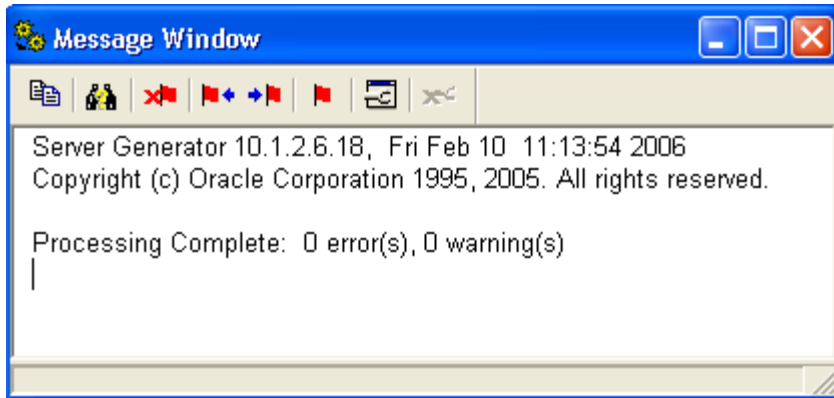 Message Window
Server Generator 10.1.2.6.18,  Fri Feb 10  11:13:54 2006
Copyright (c) Oracle Corporation 1995, 2005. All rights reserved.
Processing Complete:  0 error(s), 0 warning(s)